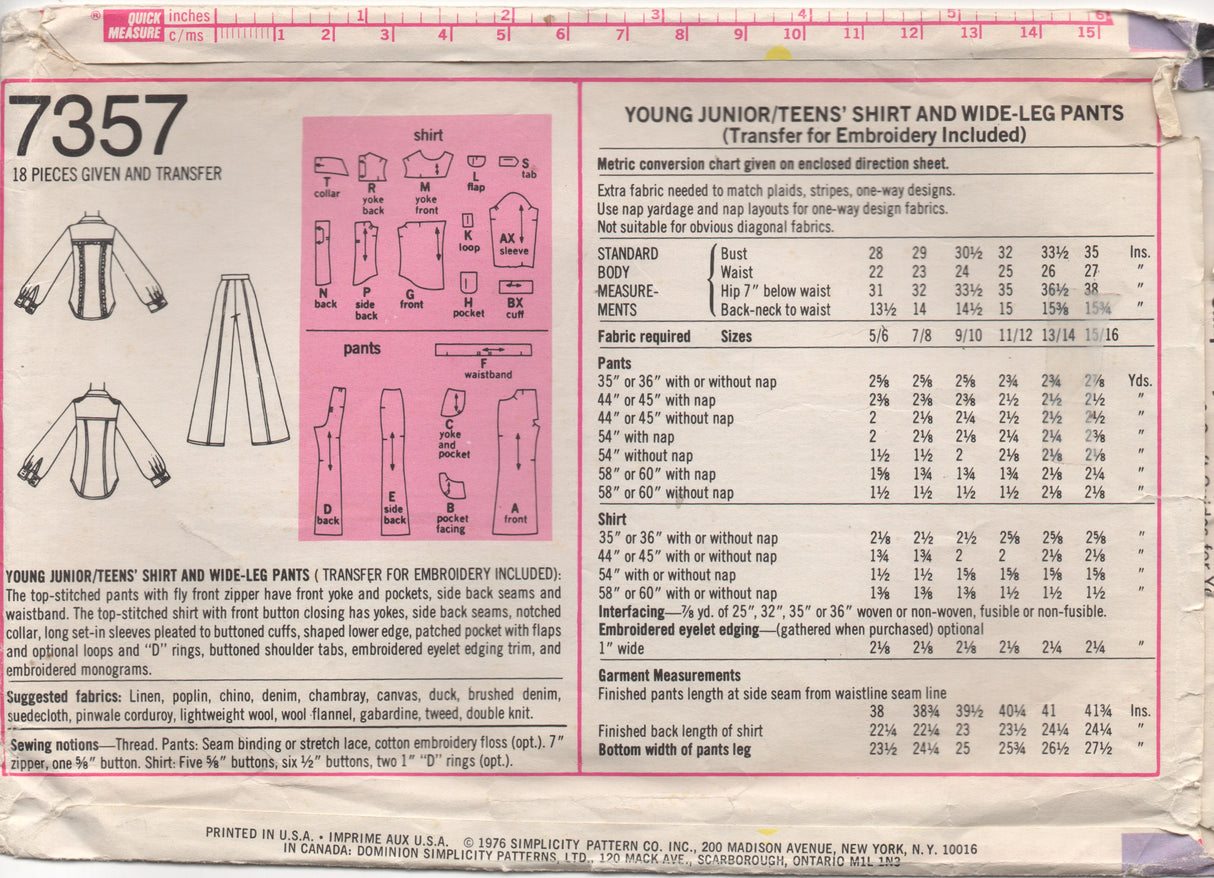 ® QUICK MEASURE inches 1 2 3 4 5 6
c/ms 1 2 3 4 5 6 7 8 9 10 11 12 13 14 15
7357
18 PIECES GIVEN AND TRANSFER
shirt
T collar
R yoke back
M yoke front
L flap
S tab
K loop
AX sleeve
N back
P side back
G front
H pocket
BX cuff
pants
F waistband
C yoke and pocket
D back
E side back
B pocket facing
A front
YOUNG JUNIOR/TEENS' SHIRT AND WIDE-LEG PANTS ( TRANSFER FOR EMBROIDERY INCLUDED):
The top-stitched pants with fly front zipper have front yoke and pockets, side back seams and
waistband. The top-stitched shirt with front button closing has yokes, side back seams, notched
collar, long set-in sleeves pleated to buttoned cuffs, shaped lower edge, patched pocket with flaps
and optional loops and "D" rings, buttoned shoulder tabs, embroidered eyelet edging trim, and
embroidered monograms.
Suggested fabrics: Linen, poplin, chino, denim, chambray, canvas, duck, brushed denim,
suedecloth, pinwale corduroy, lightweight wool, wool flannel, gabardine, tweed, double knit.
Sewing notions—Thread. Pants: Seam binding or stretch lace, cotton embroidery floss (opt.). 7"
zipper, one ⅝" button. Shirt: Five ⅝" buttons, six ½" buttons, two 1" "D" rings (opt.).
YOUNG JUNIOR/TEENS' SHIRT AND WIDE-LEG PANTS
(Transfer for Embroidery Included)
Metric conversion chart given on enclosed direction sheet.
Extra fabric needed to match plaids, stripes, one-way designs.
Use nap yardage and nap layouts for one-way design fabrics.
Not suitable for obvious diagonal fabrics.
STANDARD Bust 28 29 30½ 32 33½ 35 Ins.
BODY Waist 22 23 24 25 26 27 "
MEASURE- Hip 7" below waist 31 32 33½ 35 36½ 38 "
MENTS Back-neck to waist 13½ 14 14½ 15 15⅜ 15¾ "
Fabric required Sizes 5/6 7/8 9/10 11/12 13/14 15/16
Pants
35" or 36" with or without nap 2⅝ 2⅝ 2⅝ 2¾ 2¾ 2⅞ Yds.
44" or 45" with nap 2⅜ 2⅜ 2⅜ 2½ 2½ 2½ "
44" or 45" without nap 2 2⅛ 2¼ 2½ 2½ 2½ "
54" with nap 2 2⅛ 2⅛ 2¼ 2¼ 2⅜ "
54" without nap 1½ 1½ 2 2⅛ 2⅛ 2⅛ "
58" or 60" with nap 1⅝ 1¾ 1¾ 1¾ 2⅛ 2¼ "
58" or 60" without nap 1½ 1½ 1½ 1½ 2⅛ 2⅛ "
Shirt
35" or 36" with or without nap 2⅛ 2½ 2½ 2⅝ 2⅝ 2⅝ "
44" or 45" with or without nap 1¾ 1¾ 2 2 2⅛ 2⅛ "
54" with or without nap 1½ 1½ 1⅝ 1⅝ 1⅝ 1⅝ "
58" or 60" with or without nap 1⅜ 1⅜ 1⅜ 1½ 1½ 1½ "
Interfacing—⅞ yd. of 25", 32", 35" or 36" woven or non-woven, fusible or non-fusible.
Embroidered eyelet edging—(gathered when purchased) optional
1" wide 2⅛ 2⅛ 2⅛ 2⅛ 2¼ 2¼ "
Garment Measurements
Finished pants length at side seam from waistline seam line
38 38¾ 39½ 40¼ 41 41¾ Ins.
Finished back length of shirt 22¼ 22¼ 23 23½ 24¼ 24¼ "
Bottom width of pants leg 23½ 24¼ 25 25¾ 26½ 27½ "
PRINTED IN U.S.A. • IMPRIME AUX U.S.A. © 1976 SIMPLICITY PATTERN CO. INC., 200 MADISON AVENUE, NEW YORK, N.Y. 10016
IN CANADA: DOMINION SIMPLICITY PATTERNS, LTD., 120 MACK AVE., SCARBOROUGH, ONTARIO M1L 1N3